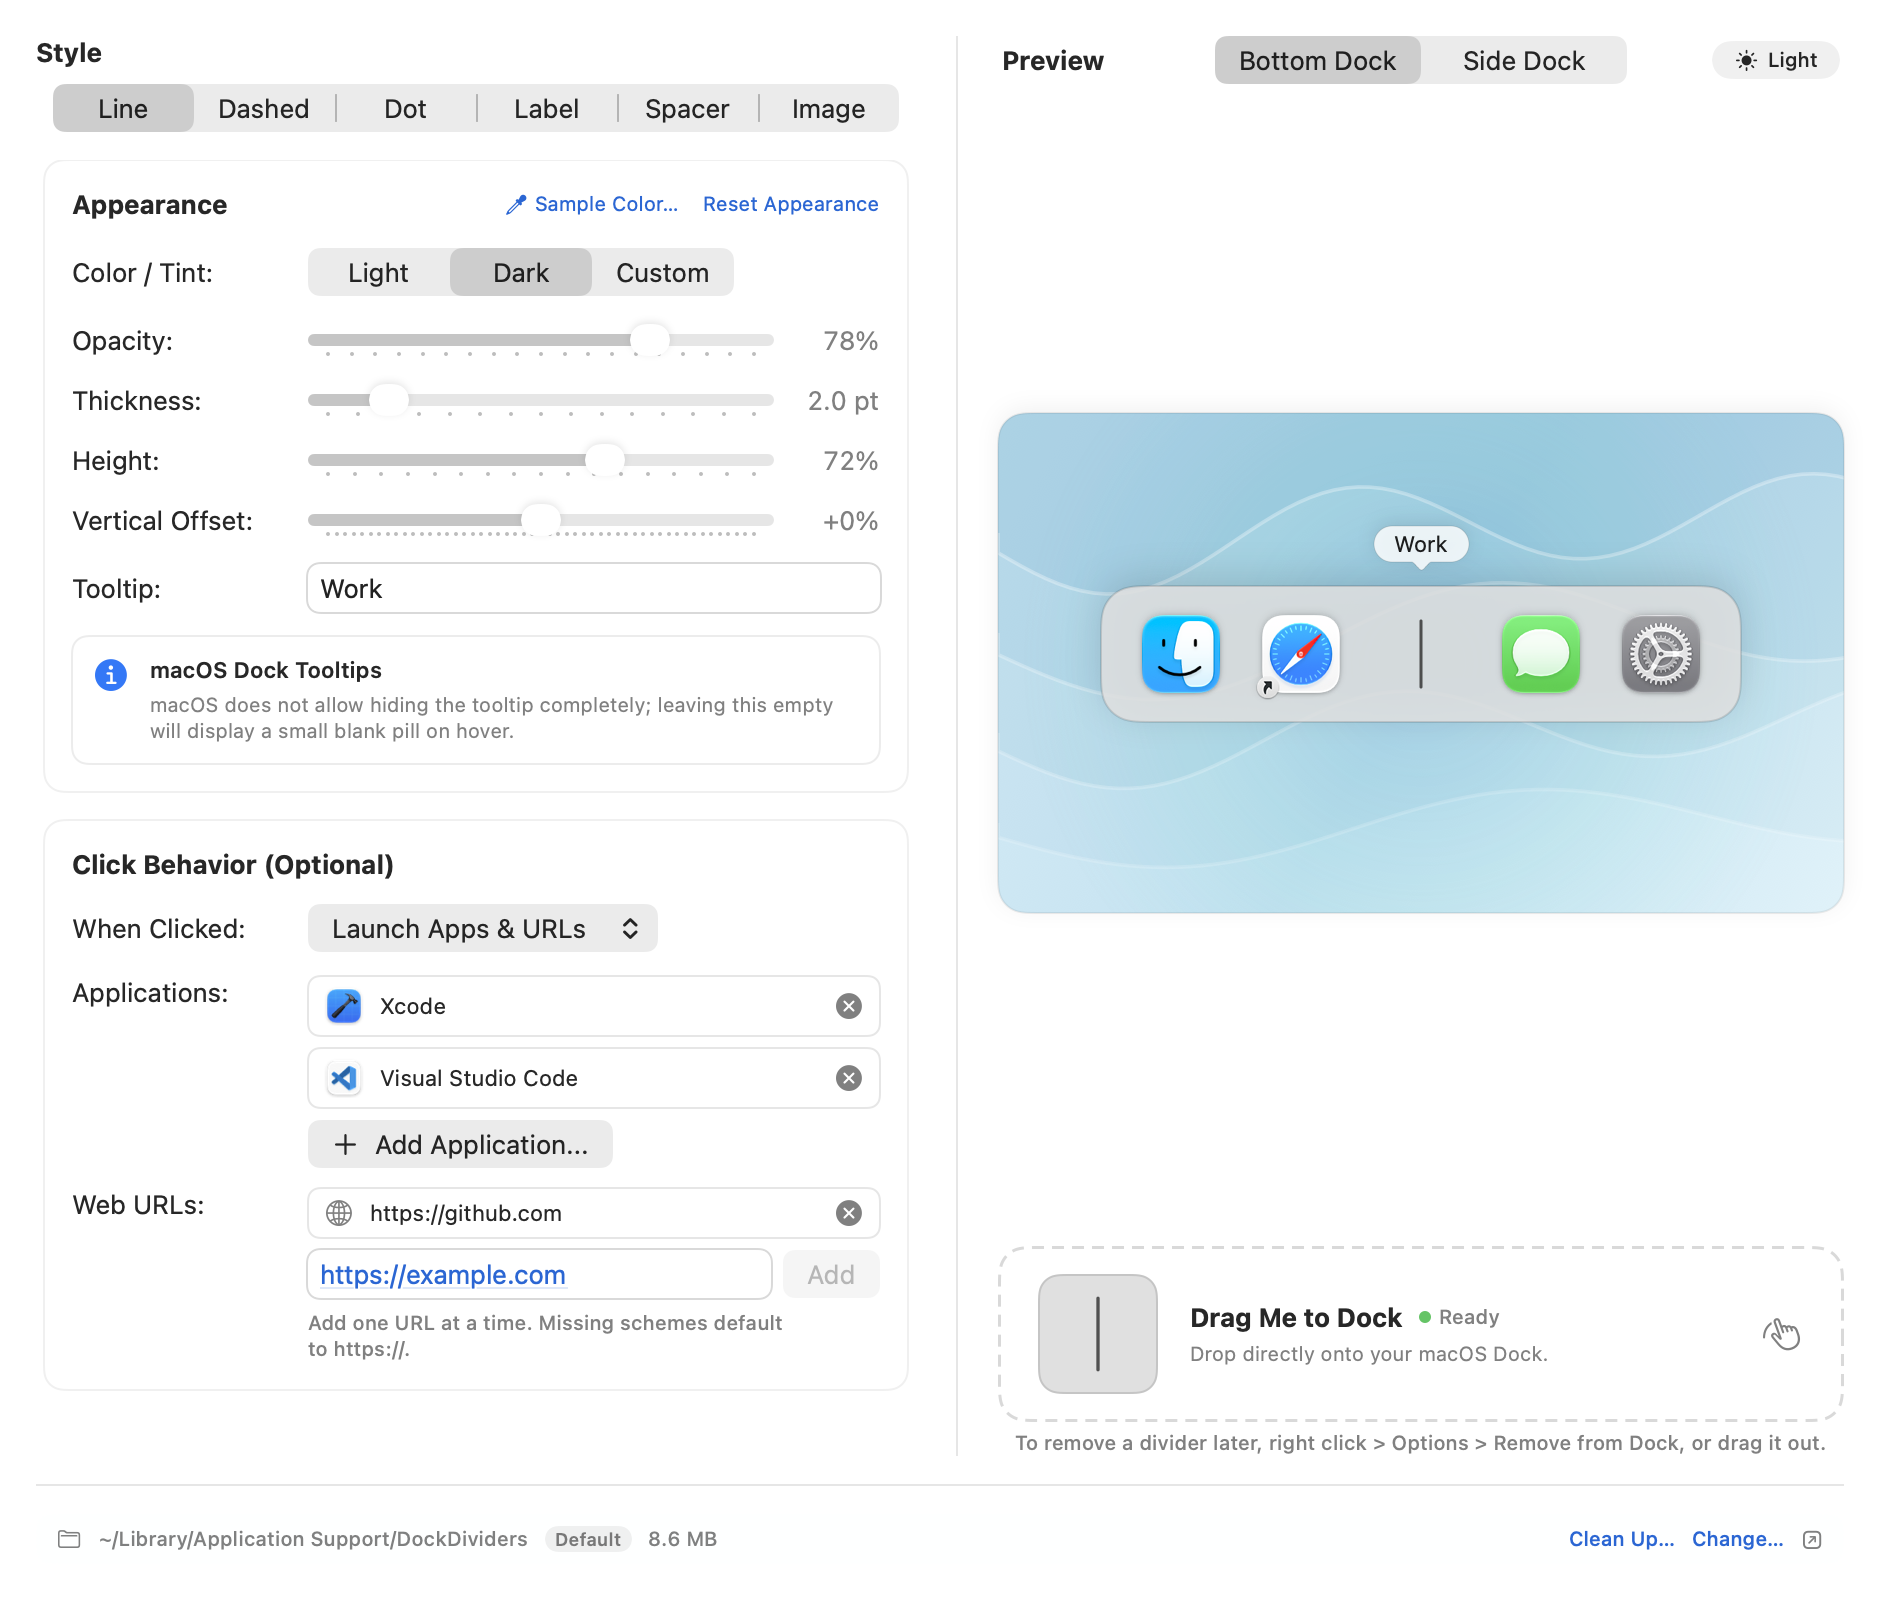 Style
Line
Dashed
Dot
Label
Spacer
Image
Appearance
Sample Color...
Reset Appearance
Color / Tint:
Light
Dark
Custom
Opacity:
78%
Thickness:
2.0 pt
Height:
72%
Vertical Offset:
+0%
Tooltip:
Work
macOS Dock Tooltips
macOS does not allow hiding the tooltip completely; leaving this empty
will display a small blank pill on hover.
Click Behavior (Optional)
When Clicked:
Launch Apps & URLs
Applications:
Xcode
Visual Studio Code
Add Application...
Web URLs:
https://github.com
https://example.com
Add
Add one URL at a time. Missing schemes default
to https://.
Preview
Bottom Dock
Side Dock
Light
Work
Drag Me to Dock
Ready
Drop directly onto your macOS Dock.
To remove a divider later, right click > Options > Remove from Dock, or drag it out.
~/Library/Application Support/DockDividers
Default
8.6 MB
Clean Up...
Change...